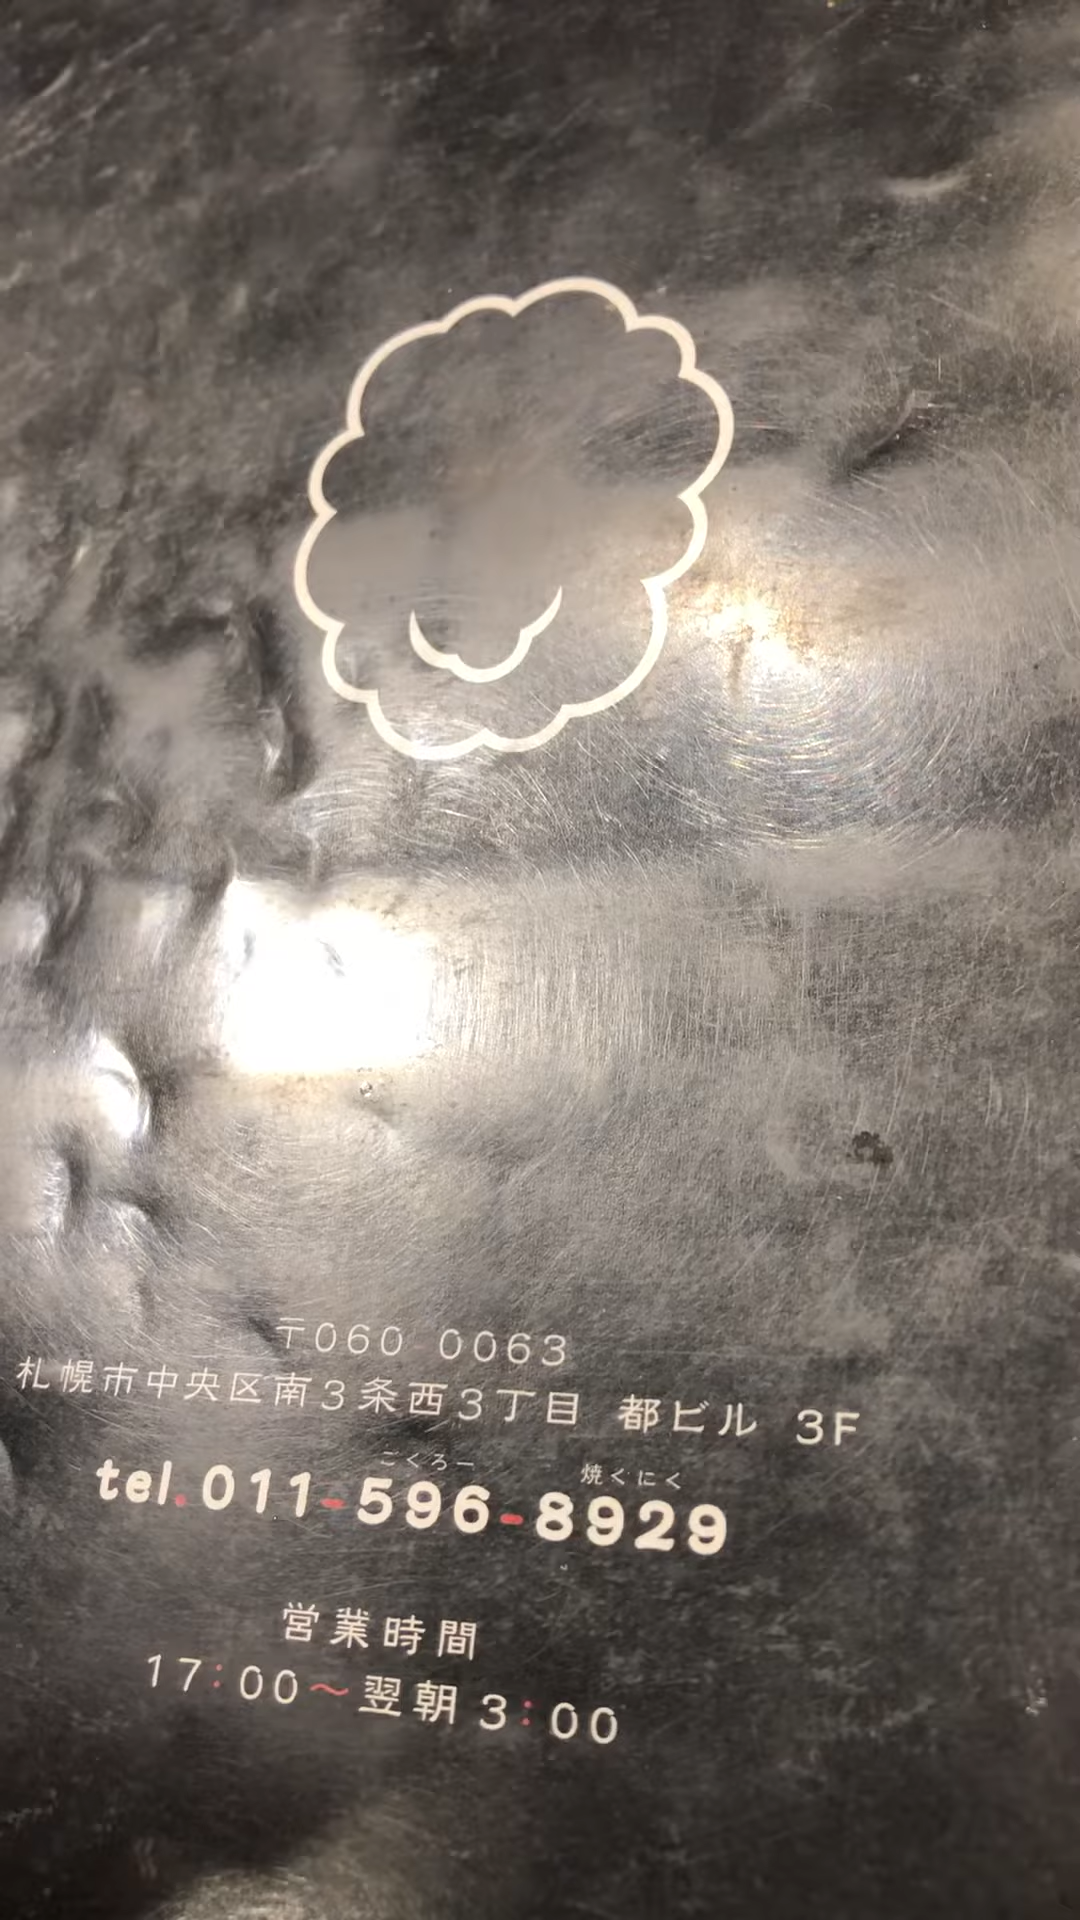 〒060 0063
札幌市中央区南3条西3丁目 都ビル 3F
ごくろー 焼くにく
tel.011-596-8929
営業時間
17:00〜翌朝3:00